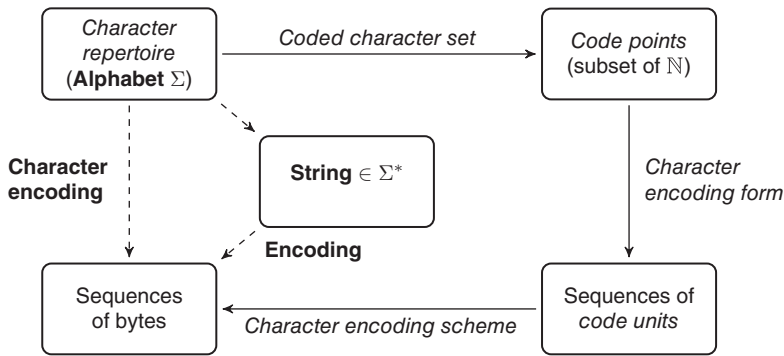 Character
repertoire
(Alphabet Σ)
Coded character set
Code points
(subset of ℕ)
Character
encoding
String ∈ Σ*
Character
encoding form
Encoding
Sequences
of bytes
Character encoding scheme
Sequences of
code units